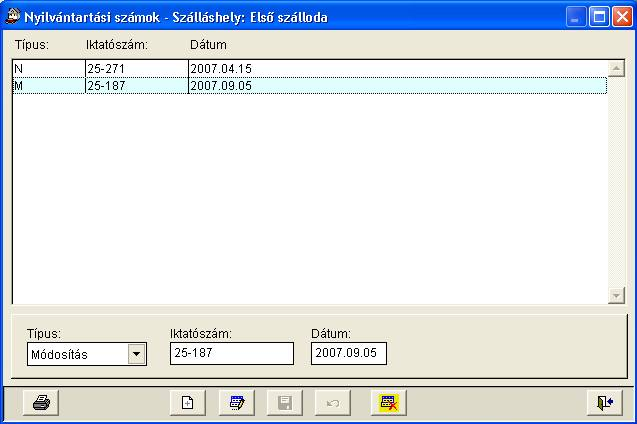 Nyilvántartási számok - Szálláshely: Első szálloda
Típus: Iktatószám: Dátum
N 25-271 2007.04.15
M 25-187 2007.09.05
Típus: Iktatószám: Dátum:
Módosítás 25-187 2007.09.05